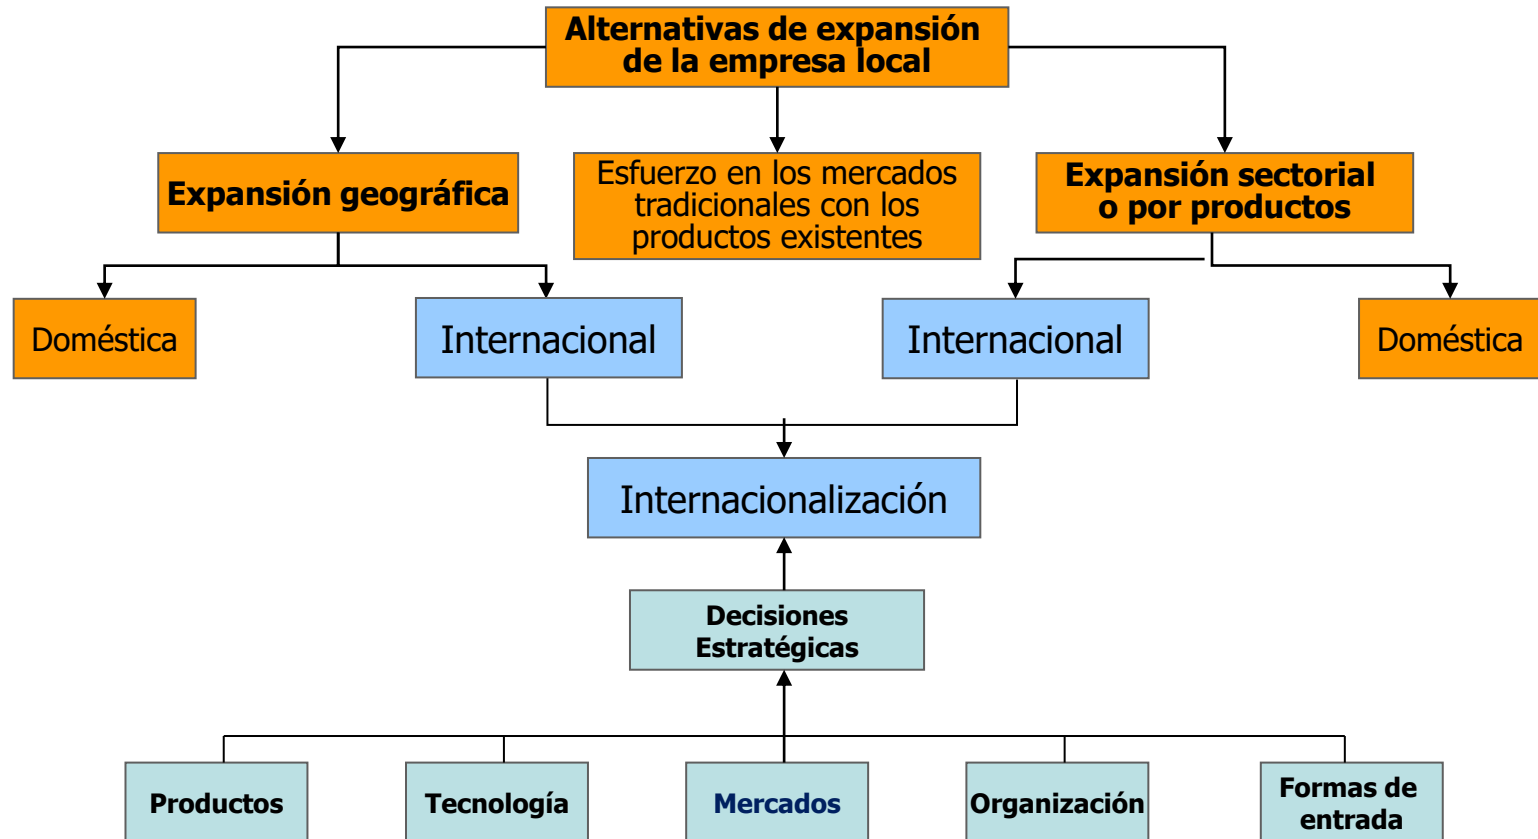 Alternativas de expansión
de la empresa local
Expansión geográfica
Esfuerzo en los mercados
tradicionales con los
productos existentes
Expansión sectorial
o por productos
Doméstica
Internacional
Internacional
Doméstica
Internacionalización
Decisiones
Estratégicas
Productos
Tecnología
Mercados
Organización
Formas de
entrada